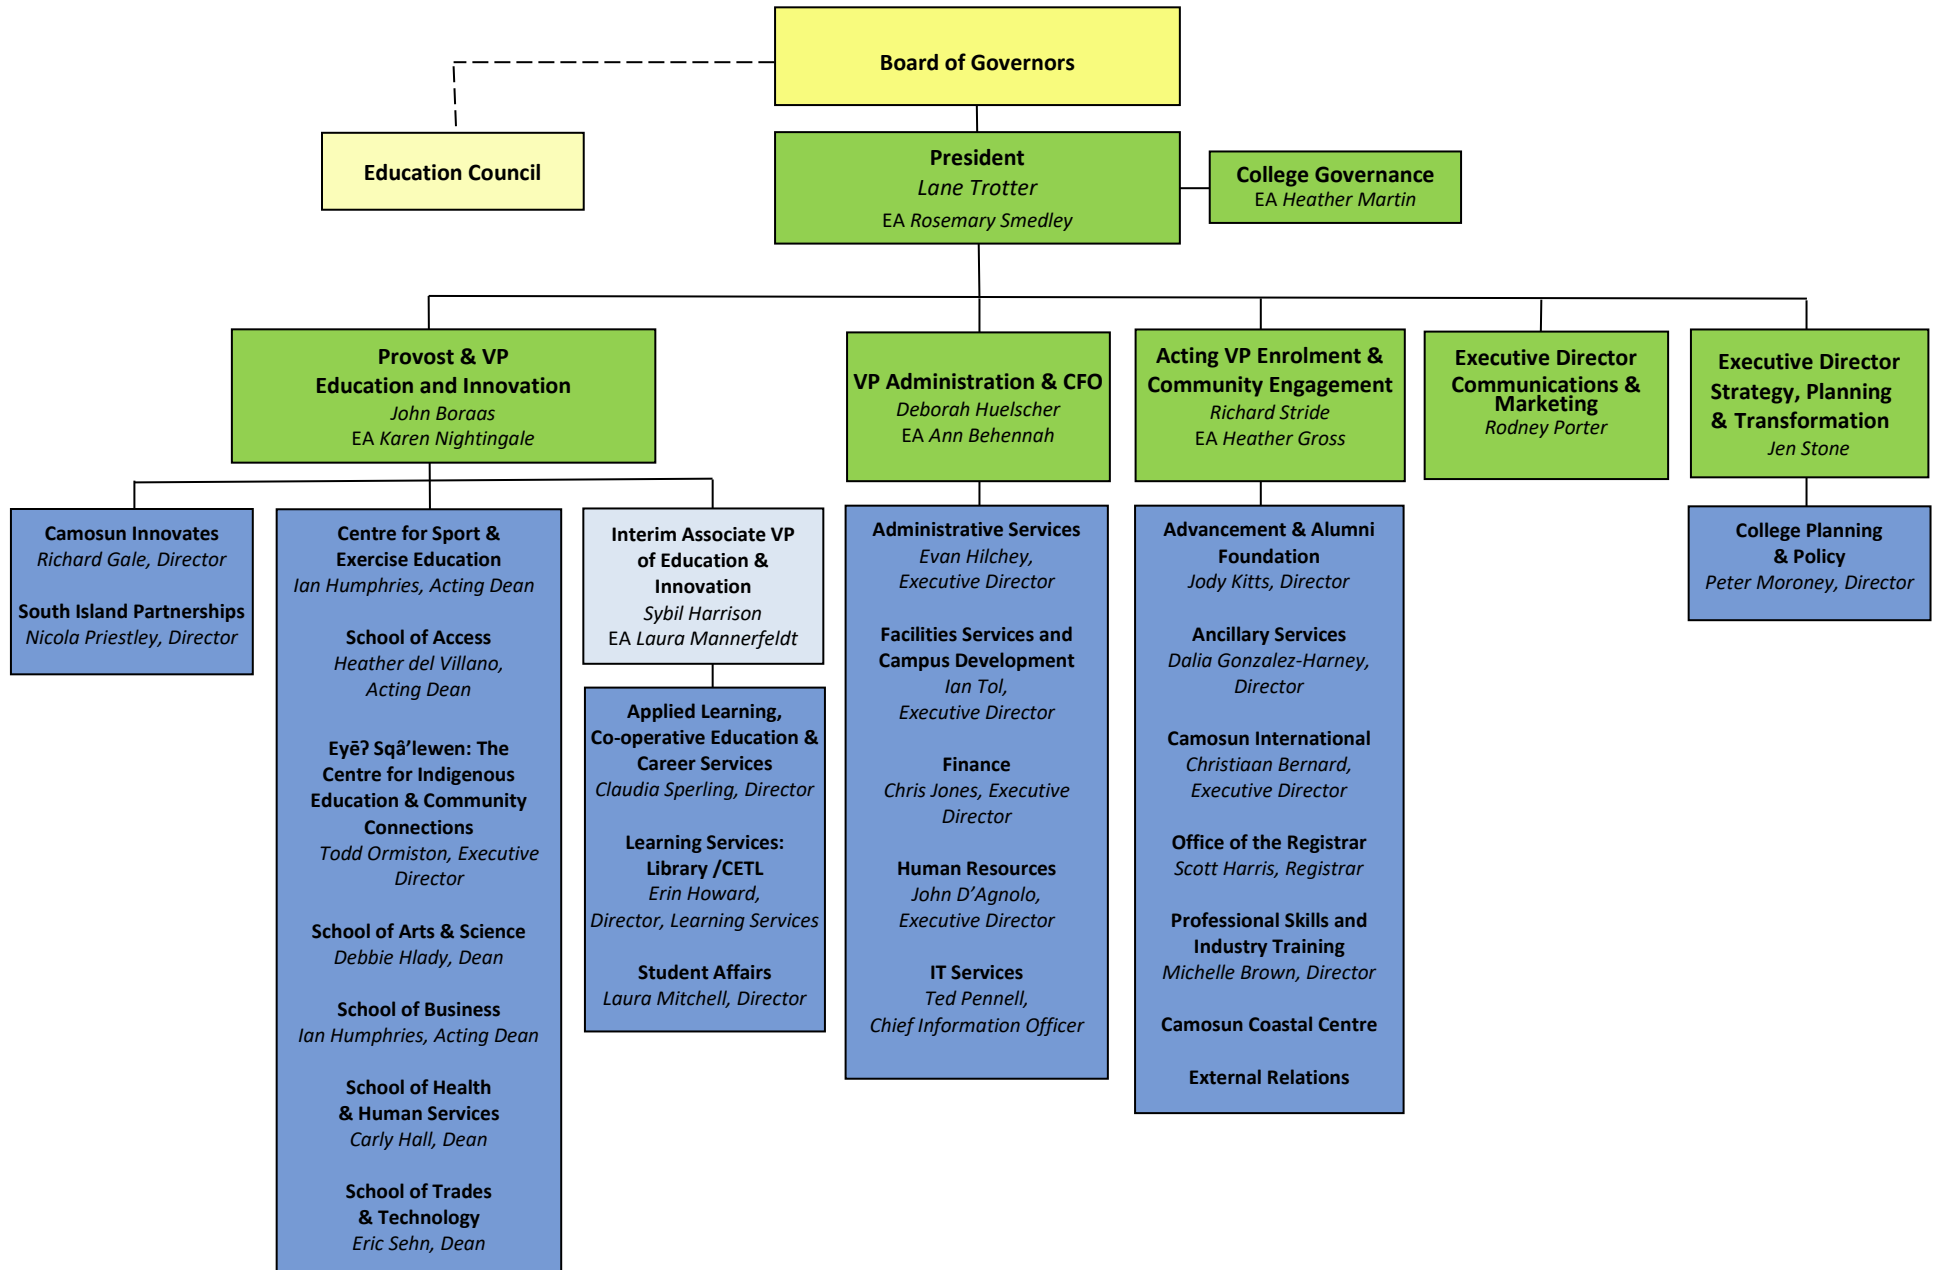 Board of Governors
Education Council
President
Lane Trotter
EA Rosemary Smedley
College Governance
EA Heather Martin
Provost & VP
Education and Innovation
John Boraas
EA Karen Nightingale
VP Administration & CFO
Deborah Huelscher
EA Ann Behennah
Acting VP Enrolment &
Community Engagement
Richard Stride
EA Heather Gross
Executive Director
Communications &
Marketing
Rodney Porter
Executive Director
Strategy, Planning
& Transformation
Jen Stone
Camosun Innovates
Richard Gale, Director
South Island Partnerships
Nicola Priestley, Director
Centre for Sport &
Exercise Education
Ian Humphries, Acting Dean
School of Access
Heather del Villano,
Acting Dean
Eyēʔ Sqȃ’lewen: The
Centre for Indigenous
Education & Community
Connections
Todd Ormiston, Executive
Director
School of Arts & Science
Debbie Hlady, Dean
School of Business
Ian Humphries, Acting Dean
School of Health
& Human Services
Carly Hall, Dean
School of Trades
& Technology
Eric Sehn, Dean
Interim Associate VP
of Education &
Innovation
Sybil Harrison
EA Laura Mannerfeldt
Applied Learning,
Co-operative Education &
Career Services
Claudia Sperling, Director
Learning Services:
Library /CETL
Erin Howard,
Director, Learning Services
Student Affairs
Laura Mitchell, Director
Administrative Services
Evan Hilchey,
Executive Director
Facilities Services and
Campus Development
Ian Tol,
Executive Director
Finance
Chris Jones, Executive
Director
Human Resources
John D’Agnolo,
Executive Director
IT Services
Ted Pennell,
Chief Information Officer
Advancement & Alumni
Foundation
Jody Kitts, Director
Ancillary Services
Dalia Gonzalez-Harney,
Director
Camosun International
Christiaan Bernard,
Executive Director
Office of the Registrar
Scott Harris, Registrar
Professional Skills and
Industry Training
Michelle Brown, Director
Camosun Coastal Centre
External Relations
College Planning
& Policy
Peter Moroney, Director